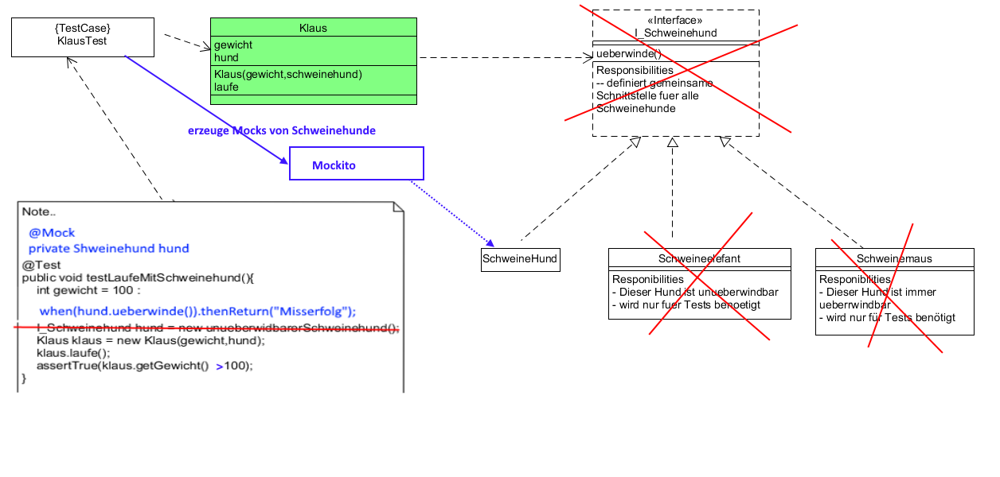 {TestCase}
KlausTest
Klaus
gewicht
hund
Klaus(gewicht,schweinehund)
laufe
«Interface»
I_Schweinehund
ueberwinde()
Responsibilities
-- definiert gemeinsame
Schnittstelle fuer alle
Schweinehunde
erzeuge Mocks von Schweinehunde
Mockito
Note..
@Mock
private Shweinehund hund
@Test
public void testLaufeMitSchweinehund(){
int gewicht = 100 :
when(hund.ueberwinde()).thenReturn("Misserfolg");
I_Schweinehund hund = new unueberwidbarerSchweinehund();
Klaus klaus = new Klaus(gewicht,hund);
klaus.laufe();
assertTrue(klaus.getGewicht() >100);
}
SchweineHund
Schweineelefant
Responibilities
- Dieser Hund ist unueberwindbar
- wird nur fuer Tests benoetigt
Schweinemaus
Responibilities
- Dieser Hund ist immer
ueberrwindbar
- wird nur für Tests benötigt